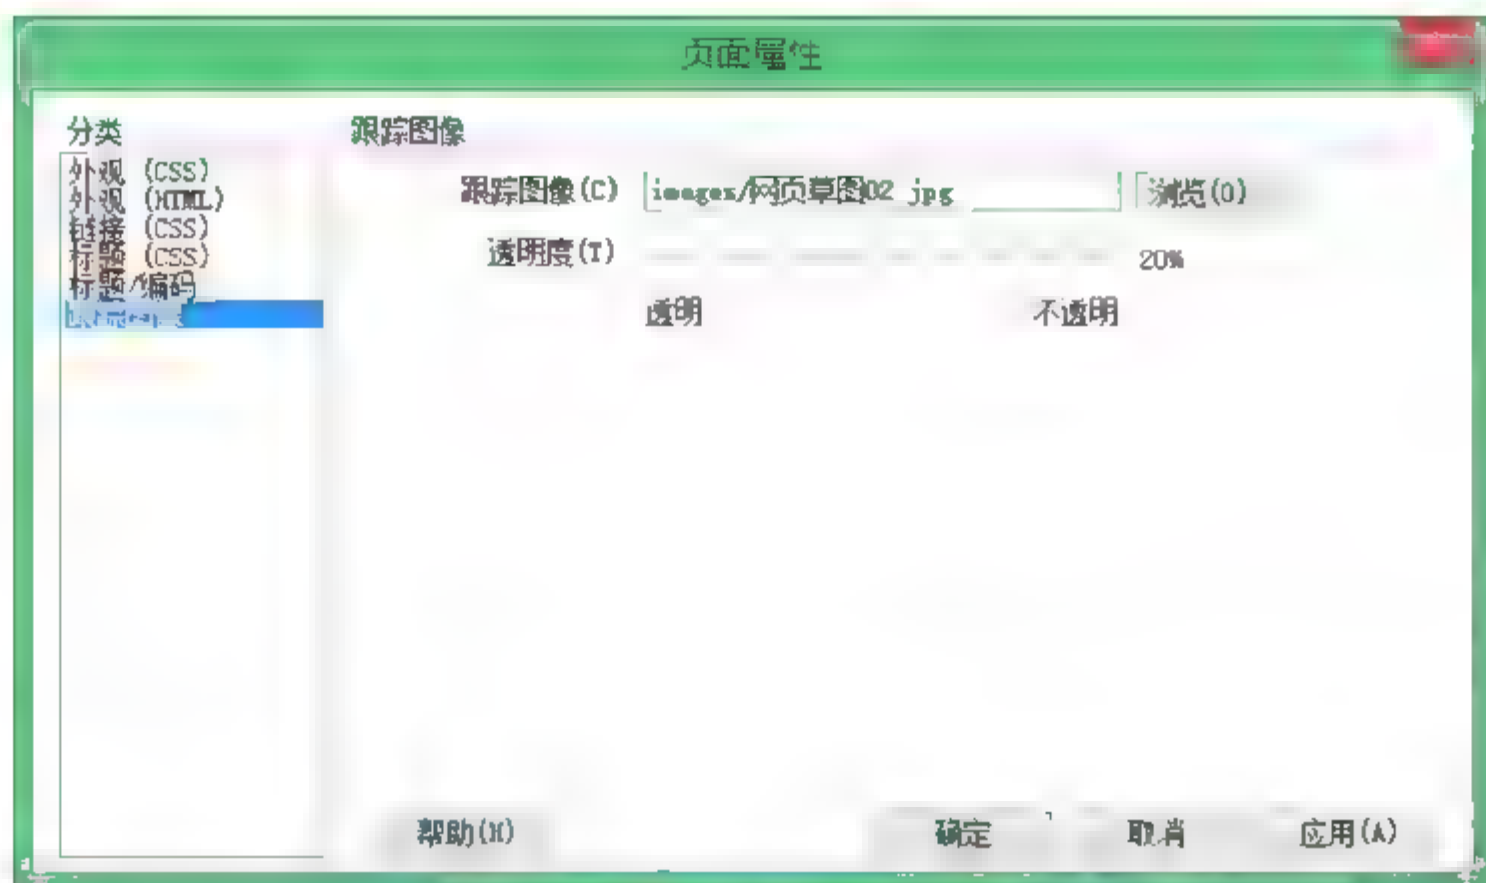 页面属性
分类
外观 (CSS)
外观 (HTML)
链接 (CSS)
标题 (CSS)
标题/编码
跟踪图像
跟踪图像(C) images/网页草图02 jpg 浏览(O)
透明度(T) 20%
透明 不透明
帮助(H) 确定 取消 应用(A)